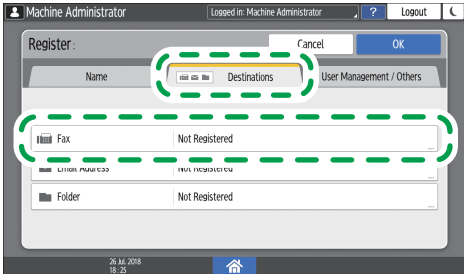 Machine Administrator
Logged in: Machine Administrator
?
Logout
Register :
Cancel
OK
Name
Destinations
User Management / Others
Fax
Not Registered
Email Address
Not Registered
Folder
Not Registered
26 Jul. 2018
18 : 25